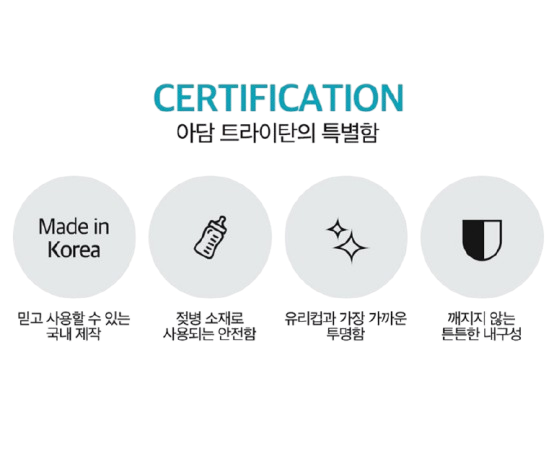 CERTIFICATION
아담 트라이탄의 특별함
Made in
Korea
믿고 사용할 수 있는
국내 제작
젖병 소재로
사용되는 안전함
유리컵과 가장 가까운
투명함
깨지지 않는
튼튼한 내구성